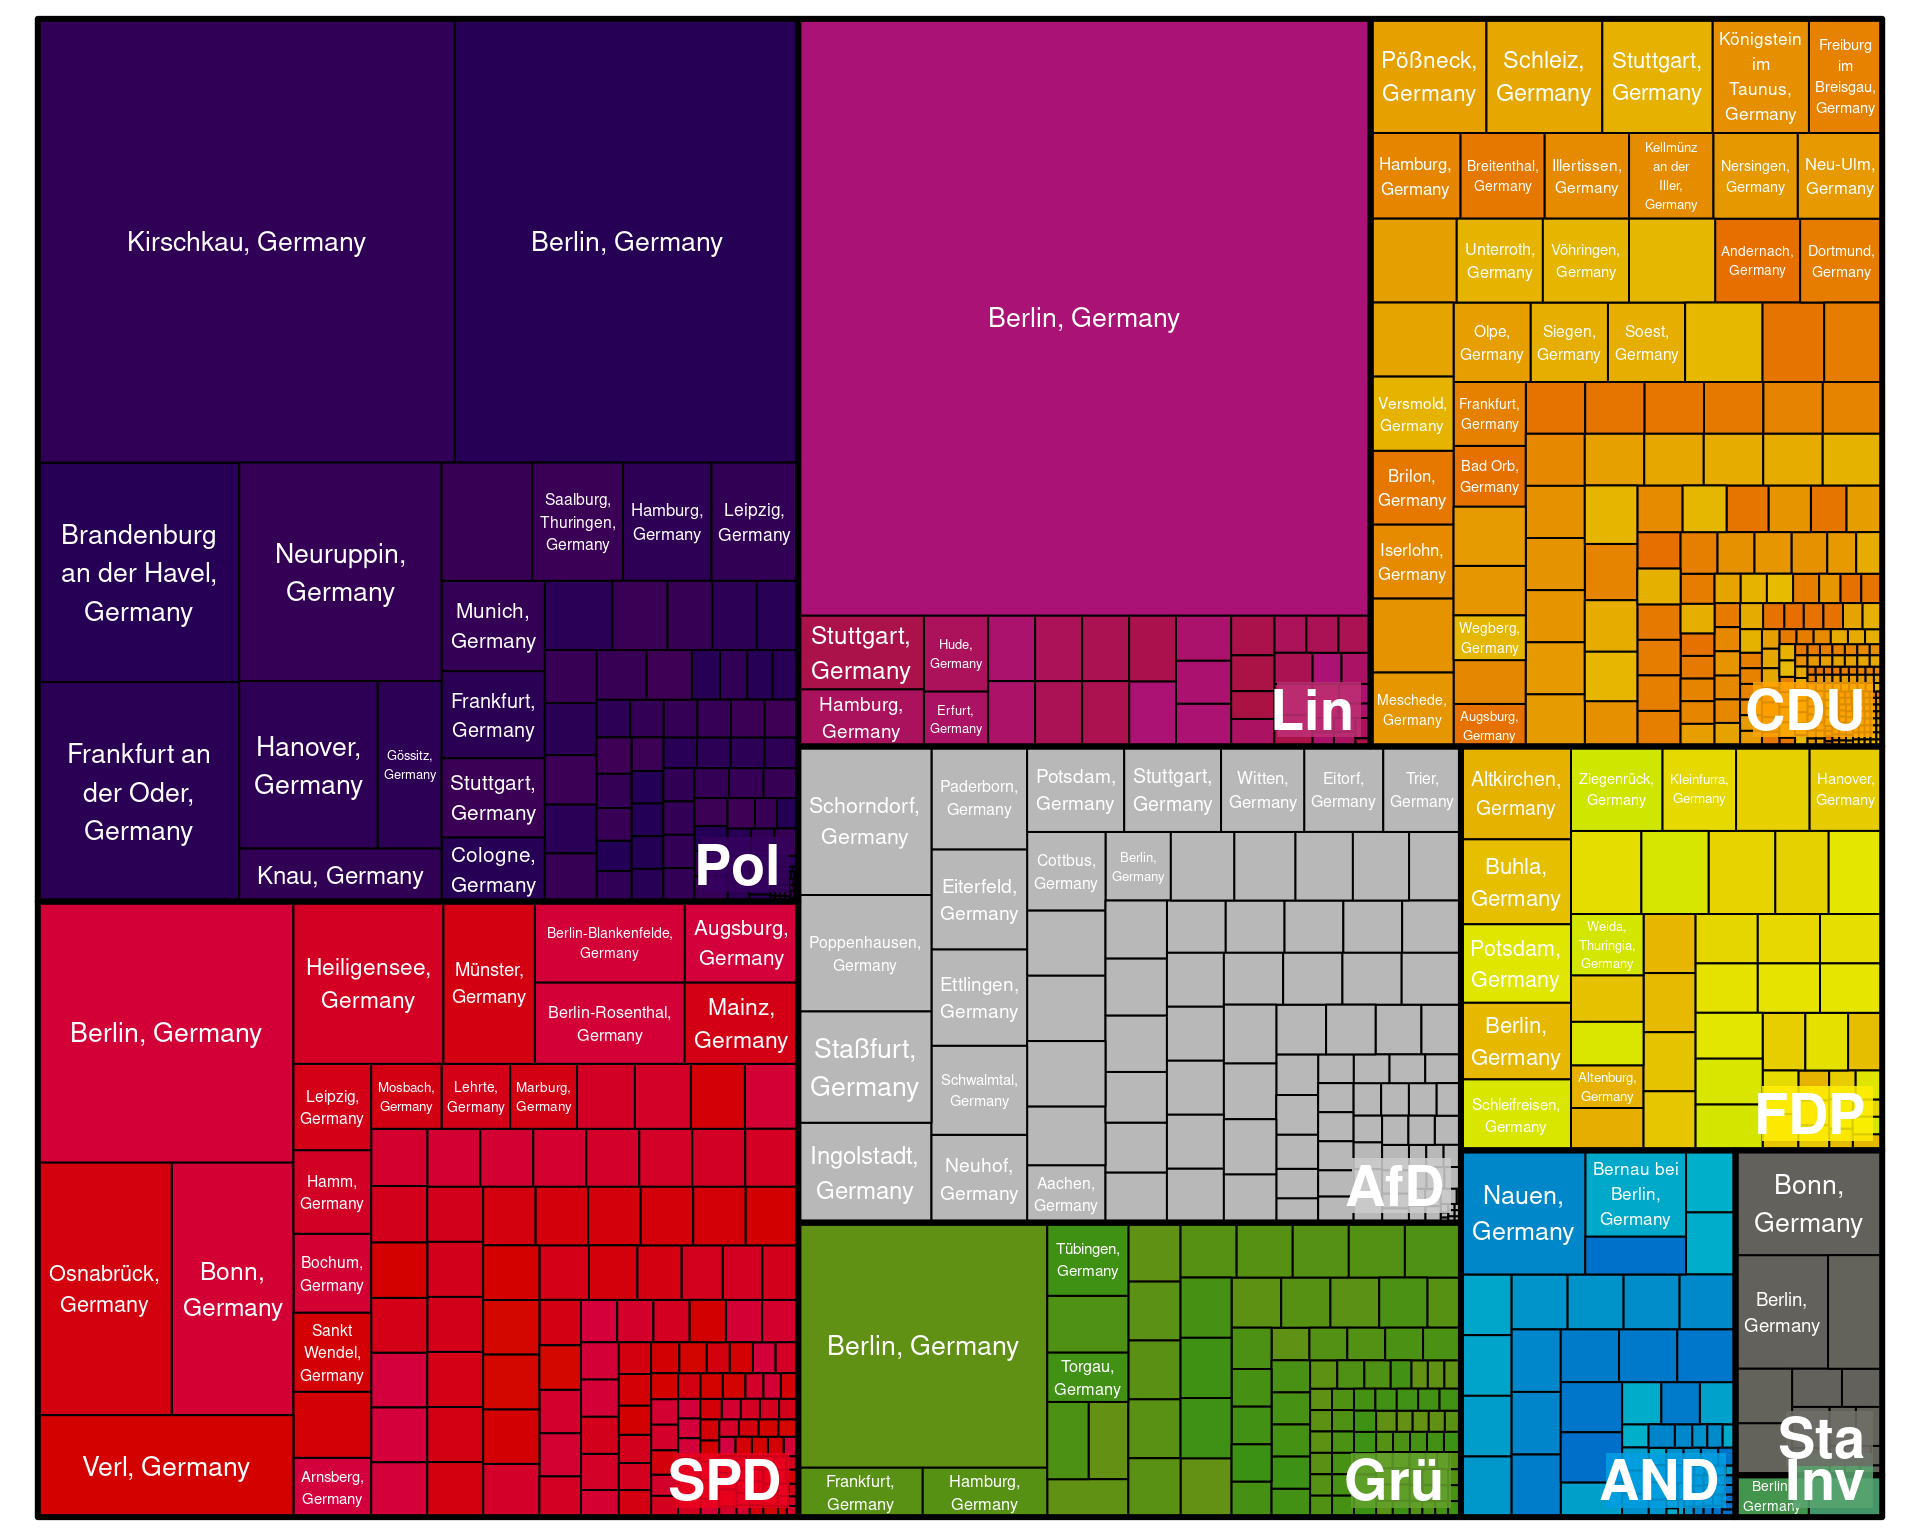 Kirschkau, Germany
Berlin, Germany
Brandenburg
an der Havel,
Germany
Neuruppin,
Germany
Saalburg,
Thuringen,
Germany
Hamburg,
Germany
Leipzig,
Germany
Munich,
Germany
Frankfurt an
der Oder,
Germany
Hanover,
Germany
Gössitz,
Germany
Frankfurt,
Germany
Stuttgart,
Germany
Knau, Germany
Cologne,
Germany
Pol
Berlin, Germany
Stuttgart,
Germany
Hude,
Germany
Hamburg,
Germany
Erfurt,
Germany
Lin
Pößneck,
Germany
Schleiz,
Germany
Stuttgart,
Germany
Königstein
im
Taunus,
Germany
Freiburg
im
Breisgau,
Germany
Hamburg,
Germany
Breitenthal,
Germany
Illertissen,
Germany
Kellmünz
an der
Iller,
Germany
Nersingen,
Germany
Neu-Ulm,
Germany
Unterroth,
Germany
Vöhringen,
Germany
Andernach,
Germany
Dortmund,
Germany
Olpe,
Germany
Siegen,
Germany
Soest,
Germany
Versmold,
Germany
Frankfurt,
Germany
Brilon,
Germany
Bad Orb,
Germany
Iserlohn,
Germany
Wegberg,
Germany
Meschede,
Germany
Augsburg,
Germany
CDU
Berlin, Germany
Heiligensee,
Germany
Münster,
Germany
Berlin-Blankenfelde,
Germany
Augsburg,
Germany
Berlin-Rosenthal,
Germany
Mainz,
Germany
Leipzig,
Germany
Mosbach,
Germany
Lehrte,
Germany
Marburg,
Germany
Hamm,
Germany
Osnabrück,
Germany
Bonn,
Germany
Bochum,
Germany
Sankt
Wendel,
Germany
Verl, Germany
Arnsberg,
Germany
SPD
Schorndorf,
Germany
Paderborn,
Germany
Potsdam,
Germany
Stuttgart,
Germany
Witten,
Germany
Eitorf,
Germany
Trier,
Germany
Eiterfeld,
Germany
Cottbus,
Germany
Berlin,
Germany
Poppenhausen,
Germany
Ettlingen,
Germany
Staßfurt,
Germany
Schwalmtal,
Germany
Ingolstadt,
Germany
Neuhof,
Germany
Aachen,
Germany
AfD
Altkirchen,
Germany
Ziegenrück,
Germany
Kleinfurra,
Germany
Hanover,
Germany
Buhla,
Germany
Potsdam,
Germany
Weida,
Thuringia,
Germany
Berlin,
Germany
Altenburg,
Germany
Schleifreisen,
Germany
FDP
Berlin, Germany
Tübingen,
Germany
Torgau,
Germany
Frankfurt,
Germany
Hamburg,
Germany
Grü
Nauen,
Germany
Bernau bei
Berlin,
Germany
AND
Bonn,
Germany
Berlin,
Germany
Sta
Berlin,
Germany
Inv